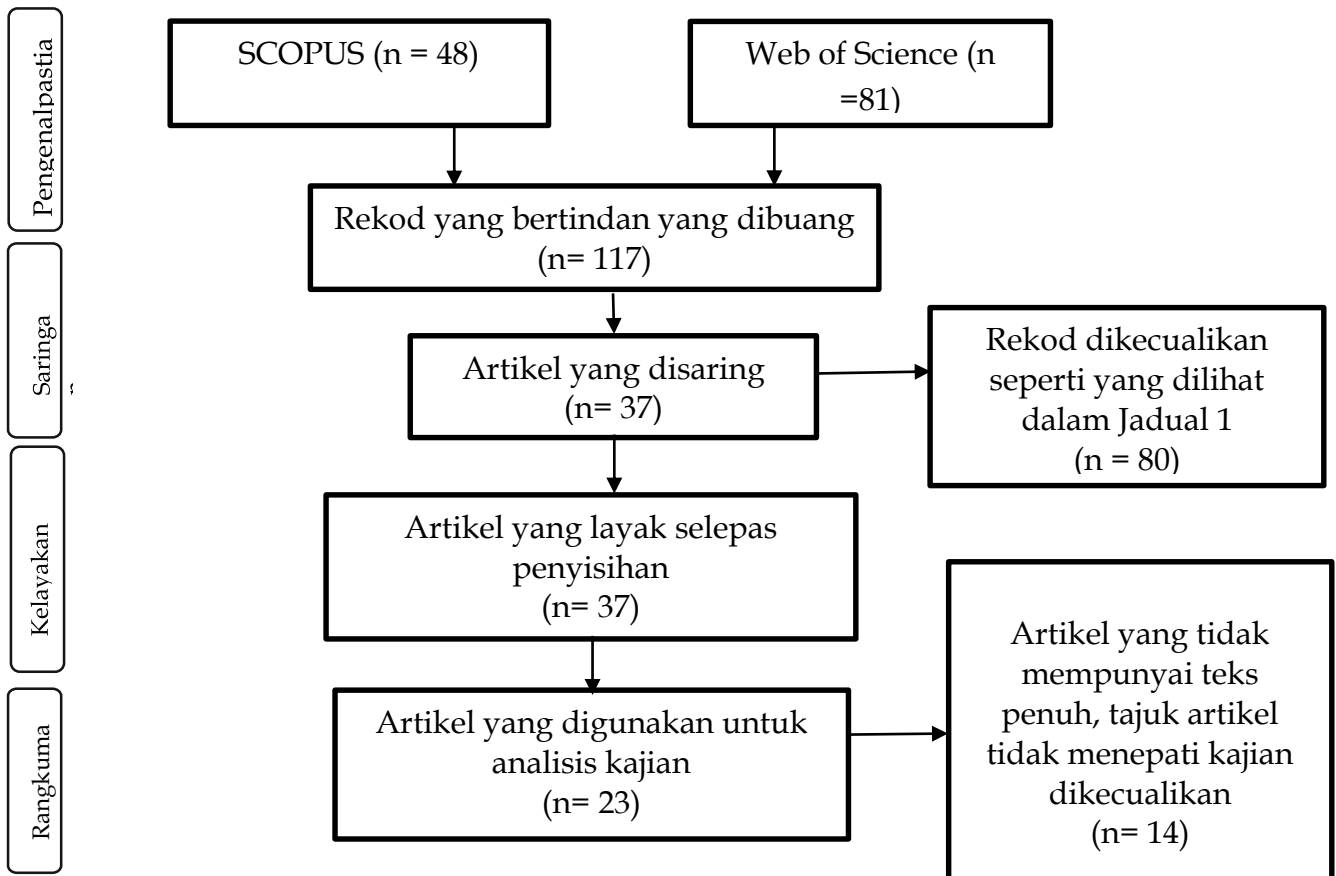 Pengenalpastia
SCOPUS (n = 48)
Web of Science (n
=81)
Rekod yang bertindan yang dibuang
(n= 117)
Saringa
Artikel yang disaring
(n= 37)
Rekod dikecualikan
seperti yang dilihat
dalam Jadual 1
(n = 80)
Kelayakan
Artikel yang layak selepas
penyisihan
(n= 37)
Rangkuma
Artikel yang digunakan untuk
analisis kajian
(n= 23)
Artikel yang tidak
mempunyai teks
penuh, tajuk artikel
tidak menepati kajian
dikecualikan
(n= 14)